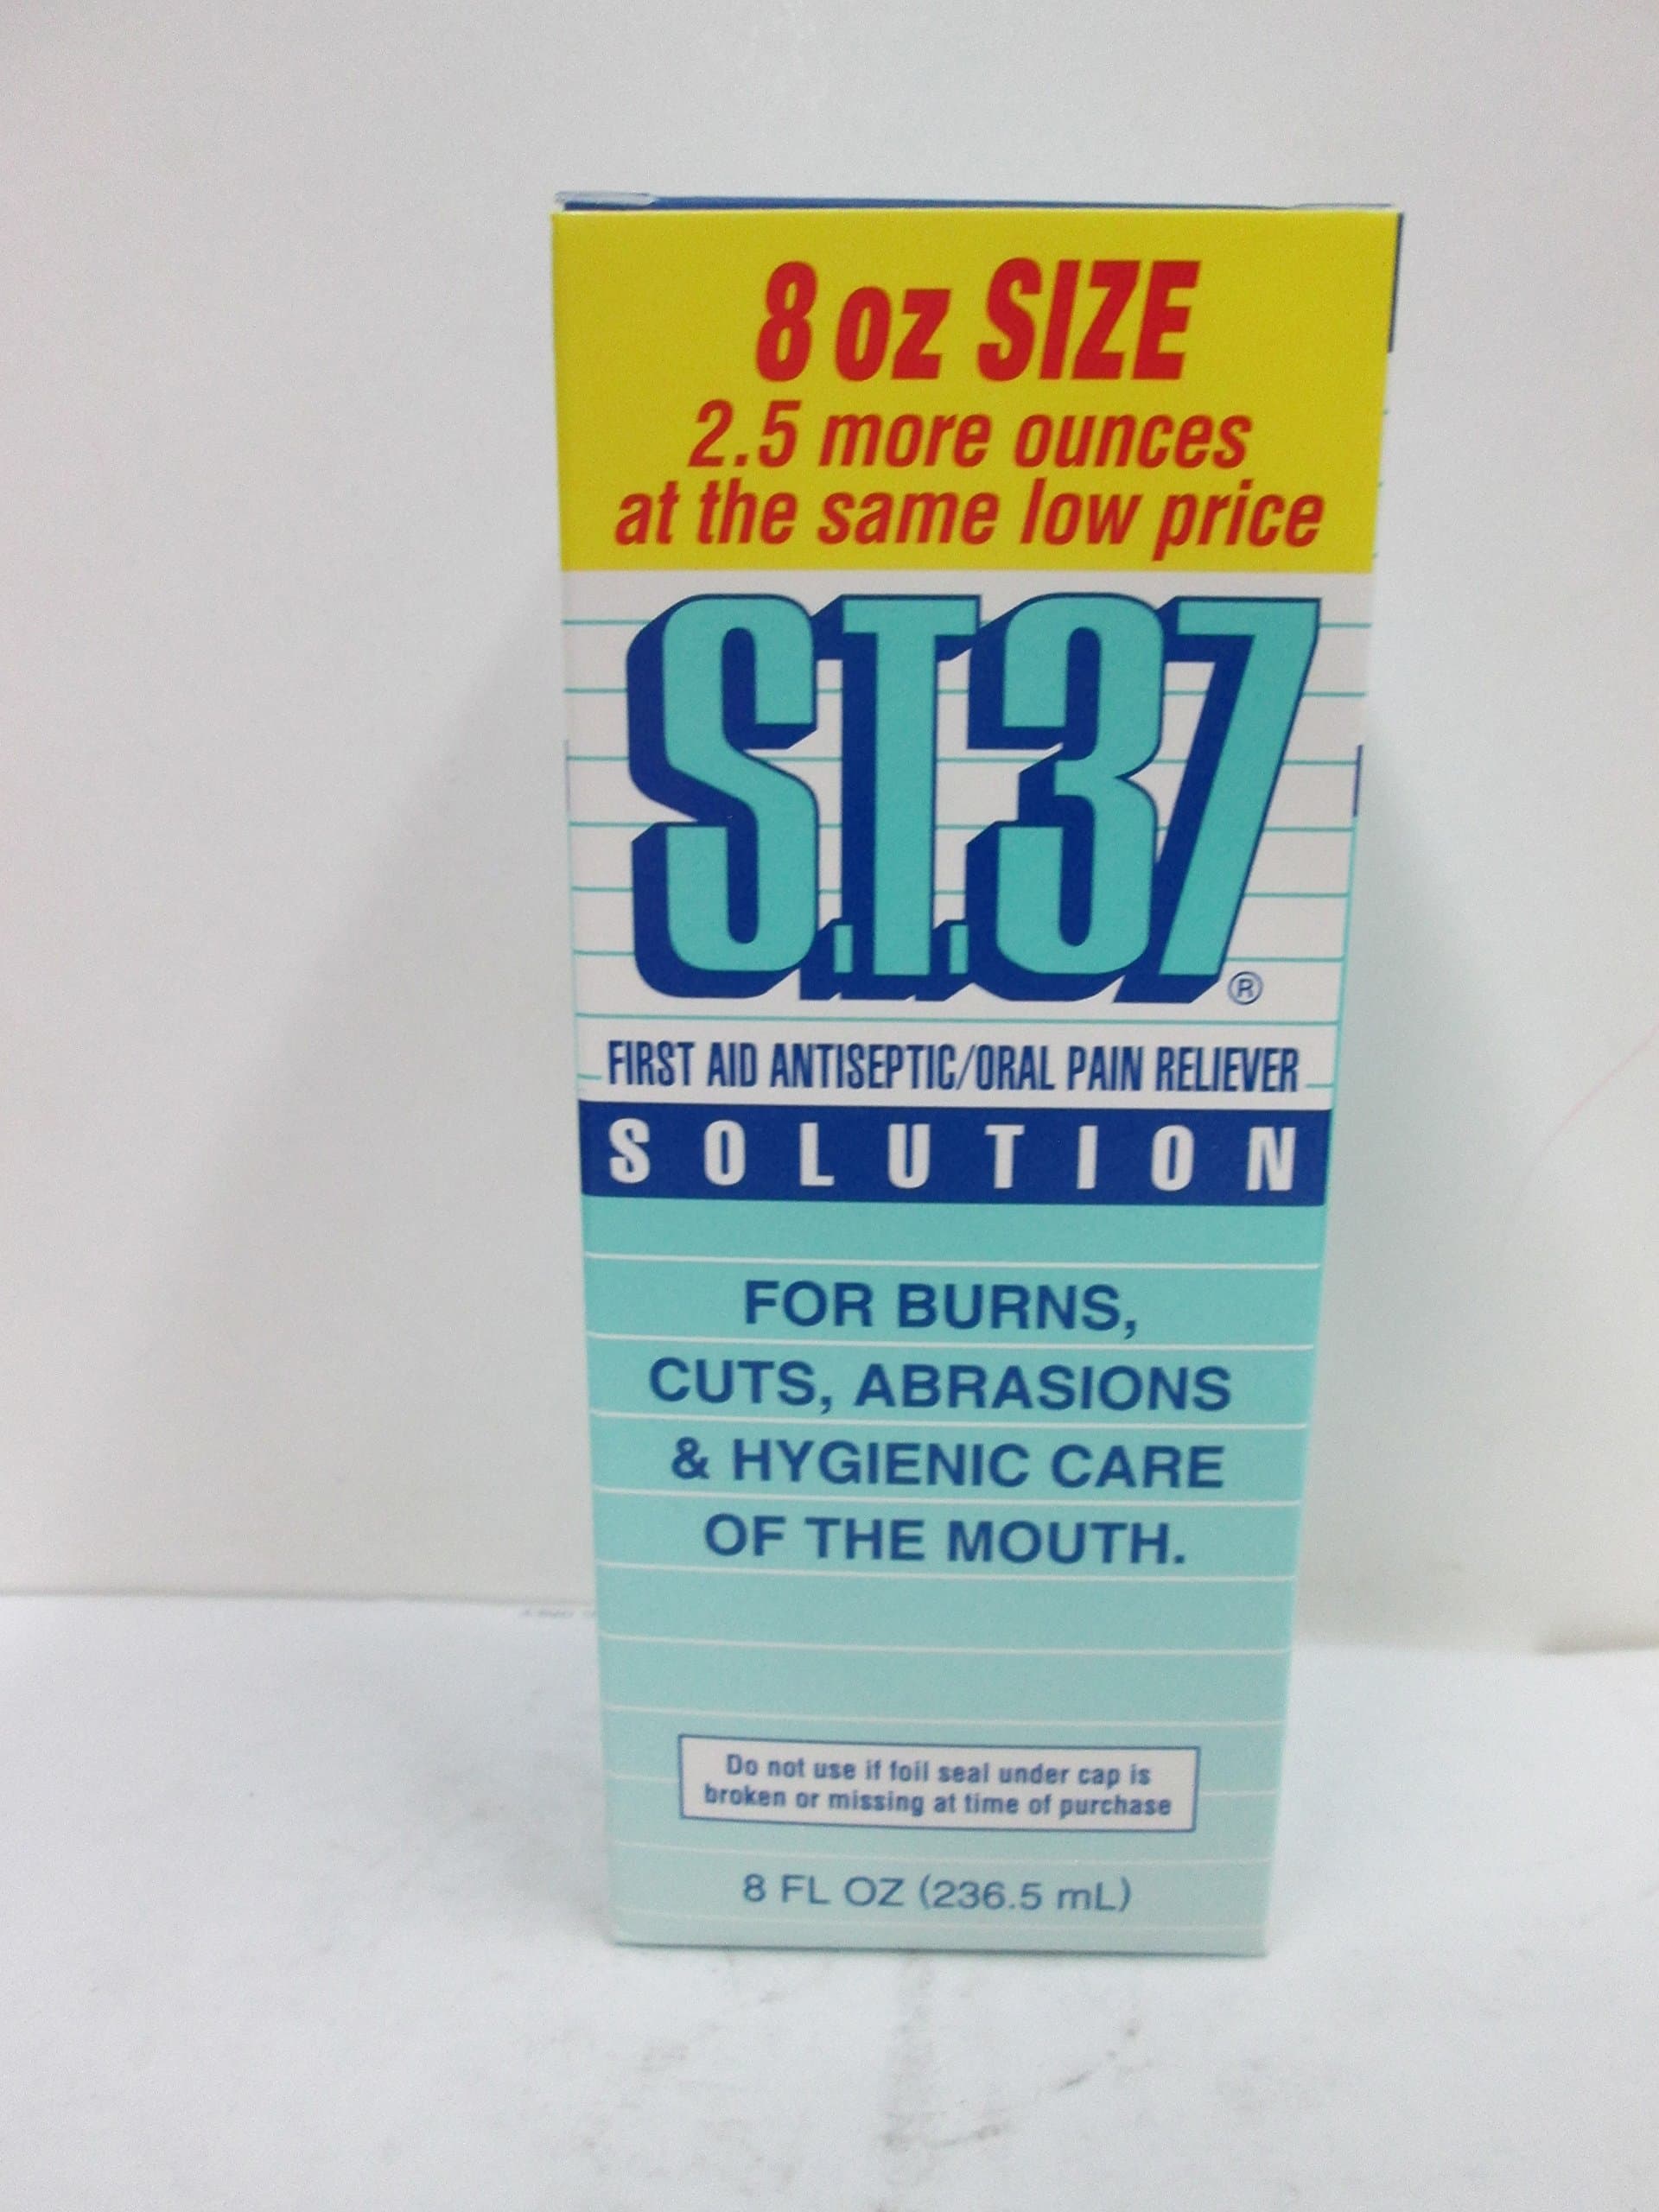 8 oz SIZE
2.5 more ounces
at the same low price
S.T.37®
FIRST AID ANTISEPTIC/ORAL PAIN RELIEVER
SOLUTION
FOR BURNS,
CUTS, ABRASIONS
& HYGIENIC CARE
OF THE MOUTH.
Do not use if foil seal under cap is
broken or missing at time of purchase
8 FL OZ (236.5 mL)